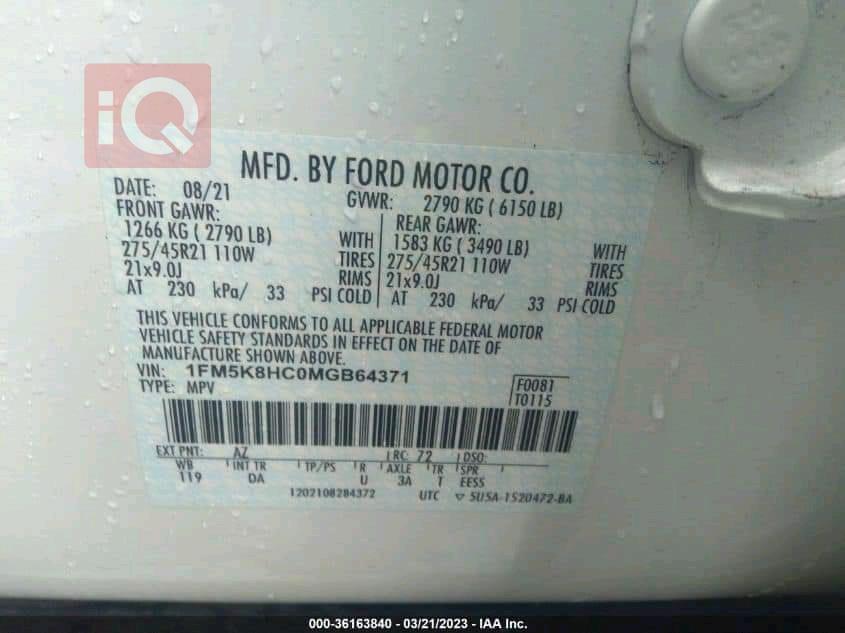 iQ
MFD. BY FORD MOTOR CO.
DATE: 08/21 GVWR: 2790 KG ( 6150 LB)
FRONT GAWR: REAR GAWR:
1266 KG ( 2790 LB) WITH 1583 KG ( 3490 LB) WITH
275/45R21 110W TIRES 275/45R21 110W TIRES
21x9.0J RIMS 21x9.0J RIMS
AT 230 kPa/ 33 PSI COLD AT 230 kPa/ 33 PSI COLD
THIS VEHICLE CONFORMS TO ALL APPLICABLE FEDERAL MOTOR
VEHICLE SAFETY STANDARDS IN EFFECT ON THE DATE OF
MANUFACTURE SHOWN ABOVE.
VIN: 1FM5K8HC0MGB64371
TYPE: MPV
F0081
T0115
EXT PNT: AZ RC: 72 DSO:
WB INT TR TP/PS R AXLE TR SPR
119 DA U 3A T EESS
1202108284372 UTC ▽ 5U5A-1520472-BA
000-36163840 - 03/21/2023 - IAA Inc.